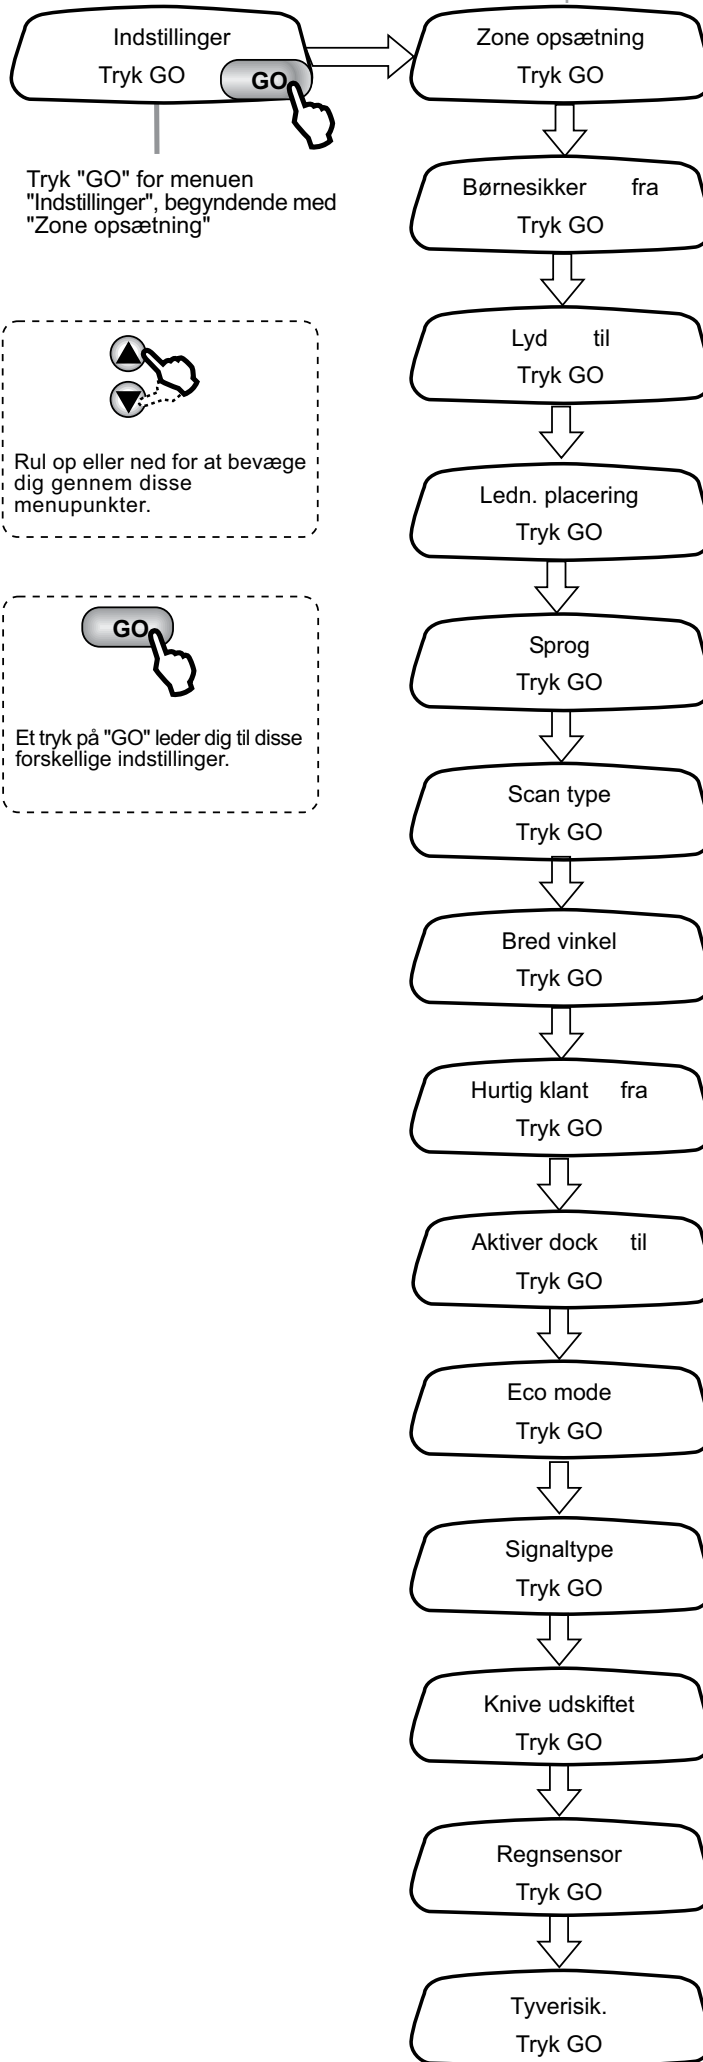 Indstillinger
Tryk GO
GO
Tryk "GO" for menuen
"Indstillinger", begyndende med
"Zone opsætning"
Rul op eller ned for at bevæge
dig gennem disse
menupunkter.
GO
Et tryk på "GO" leder dig til disse
forskellige indstillinger.
Zone opsætning
Tryk GO
Børnesikker fra
Tryk GO
Lyd til
Tryk GO
Ledn. placering
Tryk GO
Sprog
Tryk GO
Scan type
Tryk GO
Bred vinkel
Tryk GO
Hurtig klant fra
Tryk GO
Aktiver dock til
Tryk GO
Eco mode
Tryk GO
Signaltype
Tryk GO
Knive udskiftet
Tryk GO
Regnsensor
Tryk GO
Tyverisik.
Tryk GO